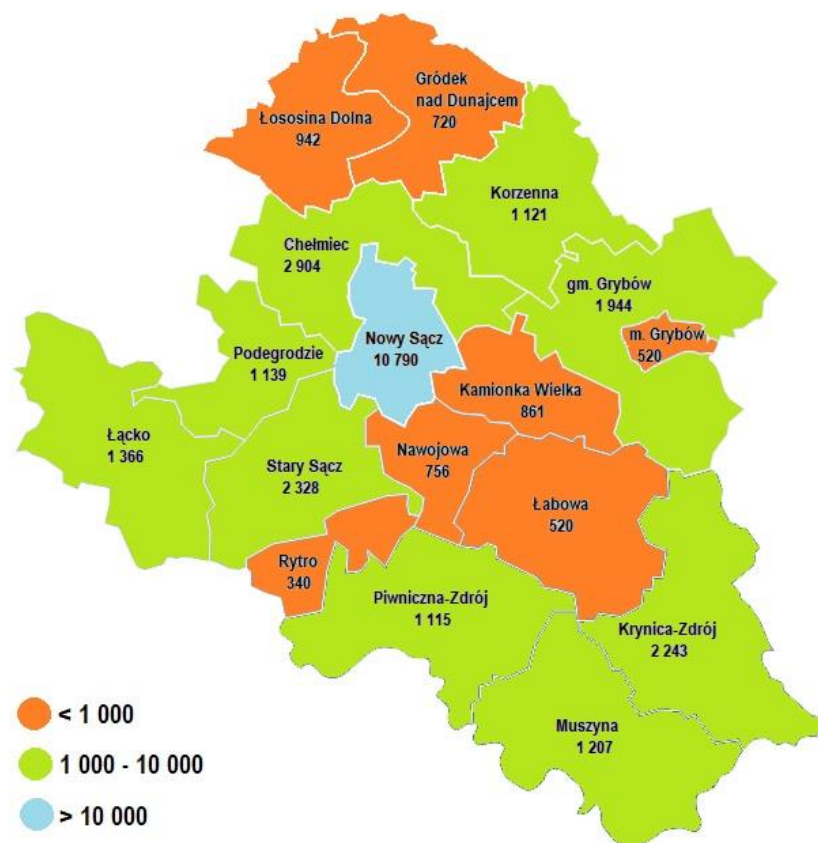 Gródek
nad Dunajcem
720
Łososina Dolna
942
Korzenna
1 121
Chełmiec
2 904
gm. Grybów
1 944
m. Grybów
520
Nowy Sącz
10 790
Podegrodzie
1 139
Kamionka Wielka
861
Łącko
1 366
Stary Sącz
2 328
Nawojowa
756
Łabowa
520
Rytro
340
Piwniczna-Zdrój
1 115
Krynica-Zdrój
2 243
Muszyna
1 207
< 1 000
1 000 - 10 000
> 10 000